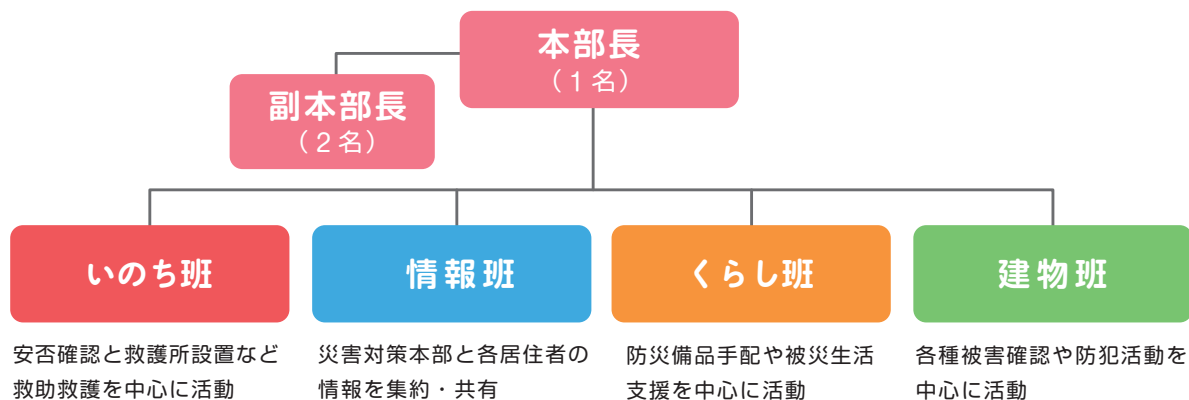 本部長
（1名）
副本部長
（2名）
いのち班
情報班
くらし班
建物班
安否確認と救護所設置など
救助救護を中心に活動
災害対策本部と各居住者の
情報を集約・共有
防災備品手配や被災生活
支援を中心に活動
各種被害確認や防犯活動を
中心に活動